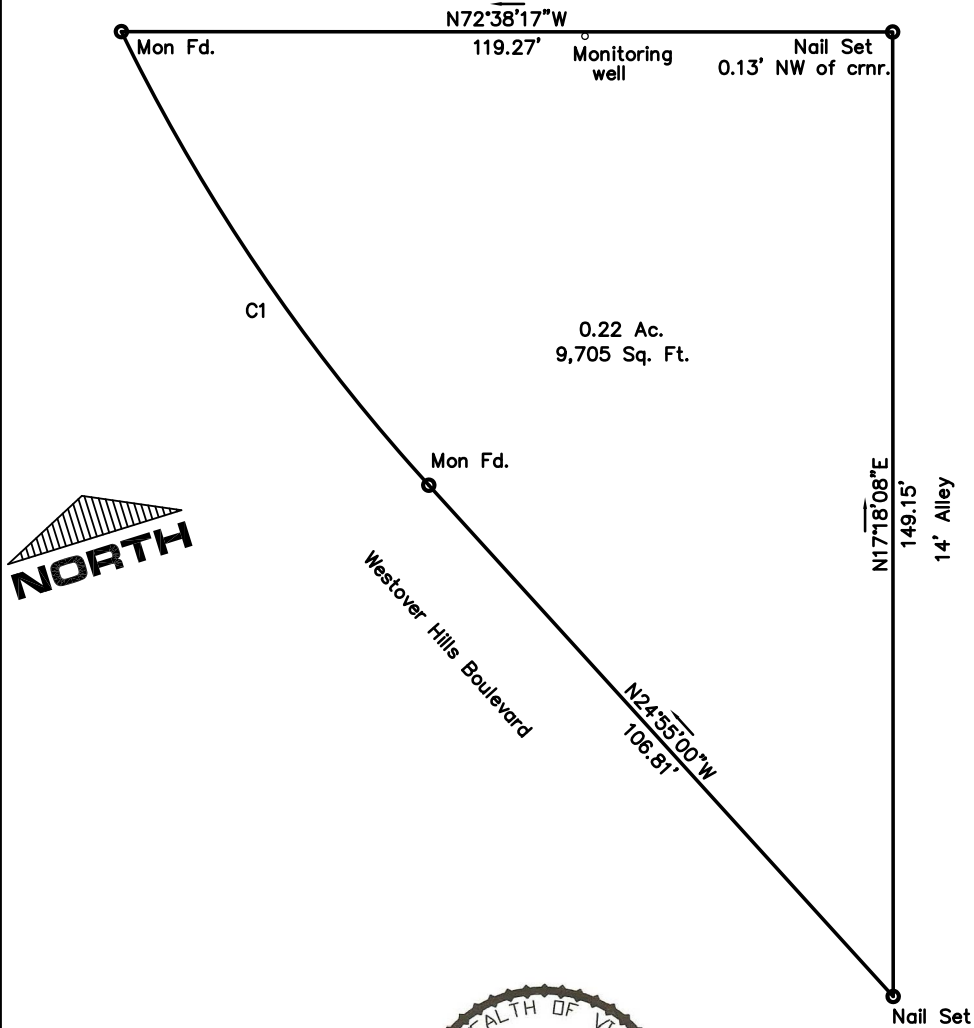 N72°38'17"W
119.27'
Mon Fd.
Monitoring
well
Nail Set
0.13' NW of crnr.
C1
0.22 Ac.
9,705 Sq. Ft.
Mon Fd.
N17°18'08"E
149.15'
14' Alley
NORTH
Westover Hills Boulevard
N24°55'00"W
106.81'
Nail Set